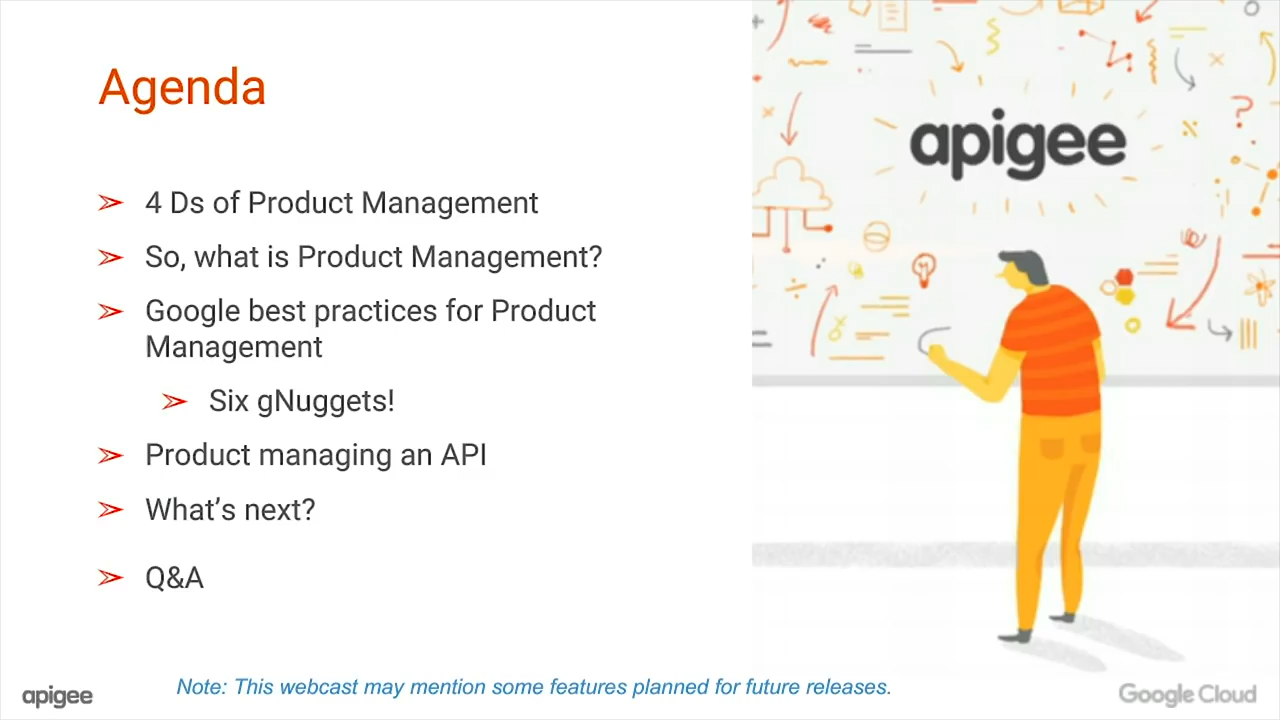 Agenda
➢ 4 Ds of Product Management
➢ So, what is Product Management?
➢ Google best practices for Product
Management
➢ Six gNuggets!
➢ Product managing an API
➢ What’s next?
➢ Q&A
apigee
Note: This webcast may mention some features planned for future releases.
apigee
Google Cloud